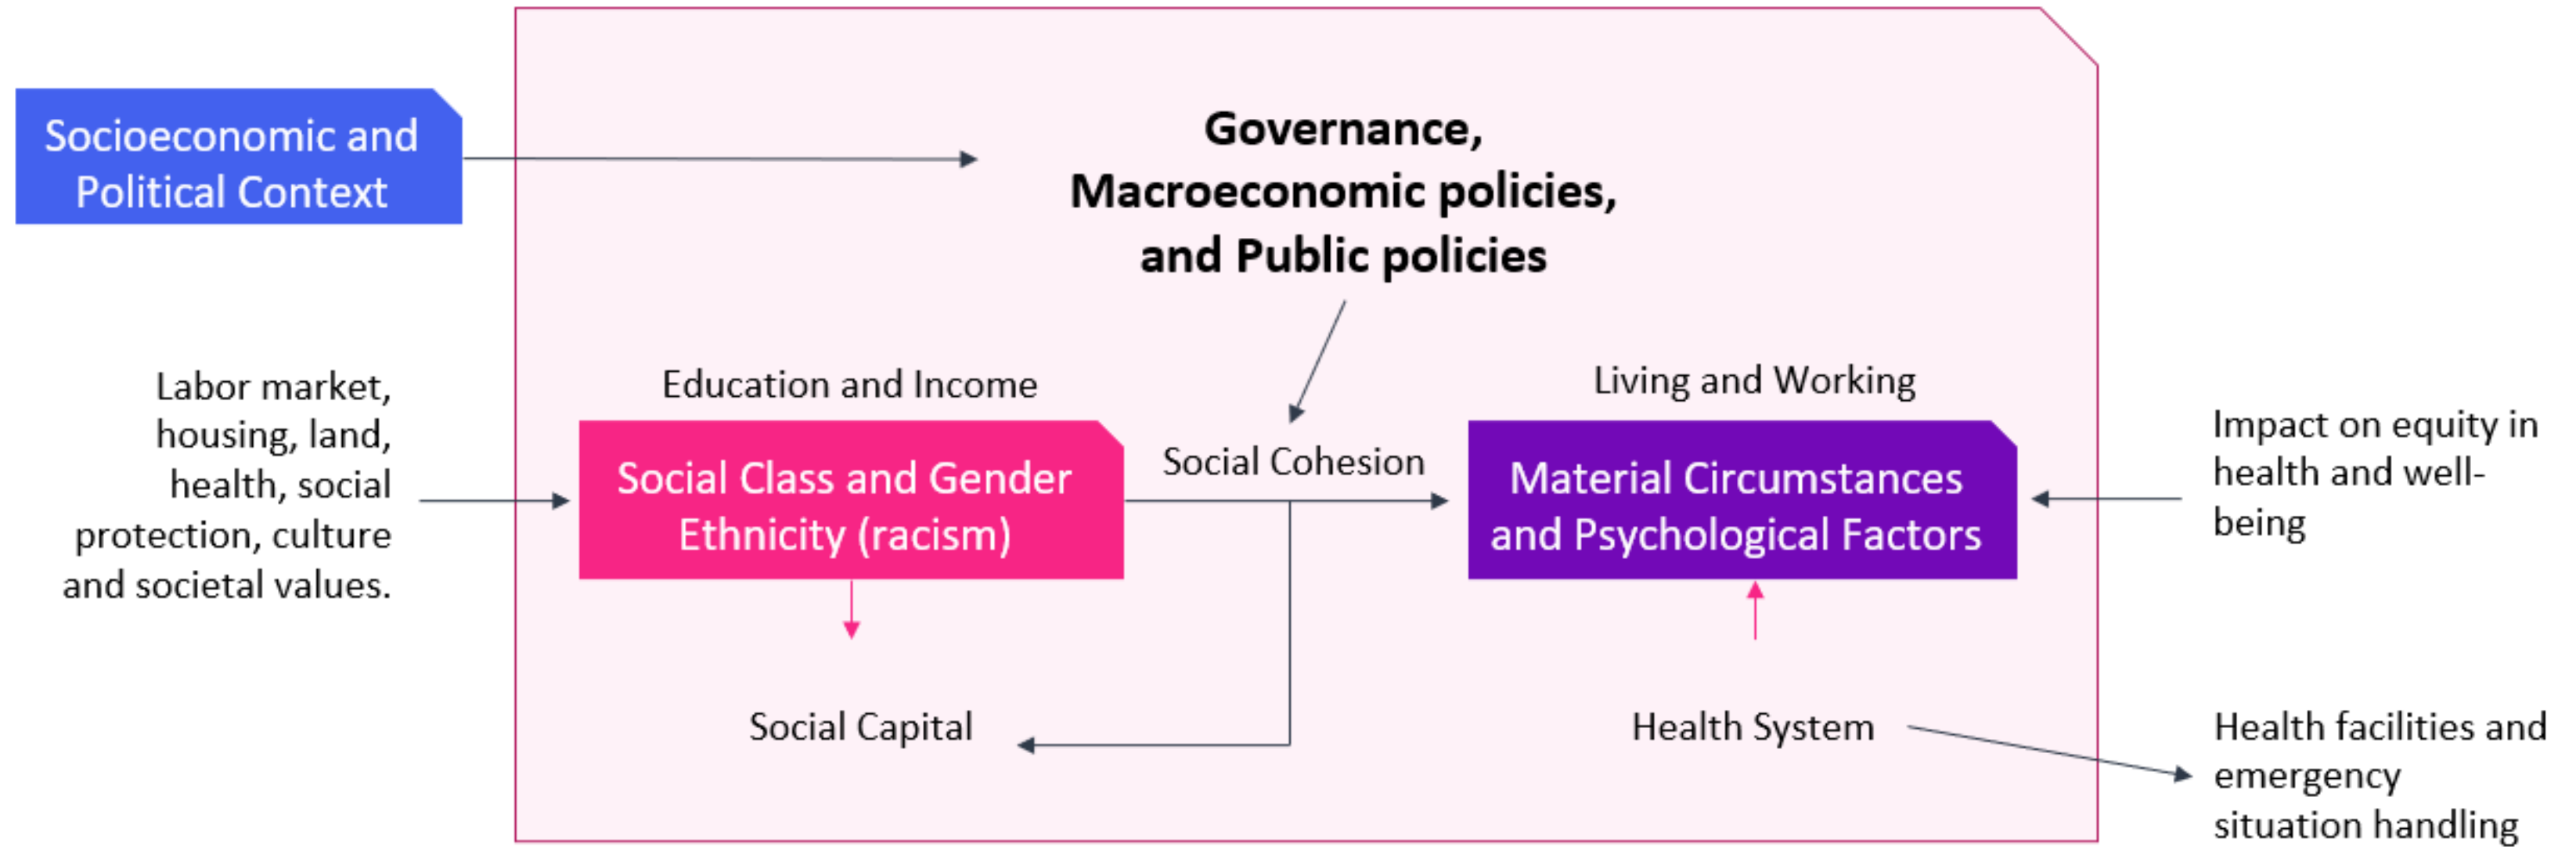 Socioeconomic and
Political Context
Governance,
Macroeconomic policies,
and Public policies
Labor market,
housing, land,
health, social
protection, culture
and societal values.
Education and Income
Social Class and Gender
Ethnicity (racism)
Social Cohesion
Living and Working
Material Circumstances
and Psychological Factors
Impact on equity in
health and well-
being
Social Capital
Health System
Health facilities and
emergency
situation handling